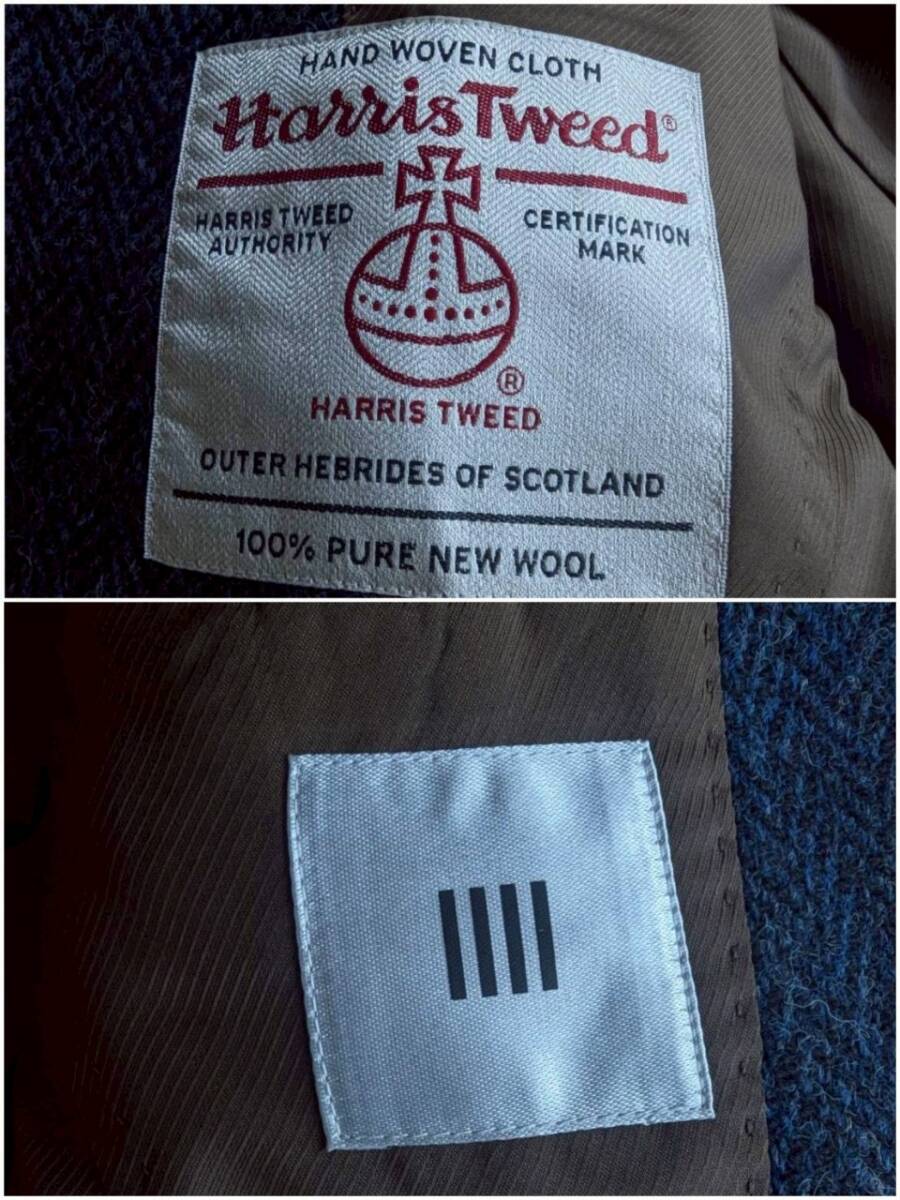 HAND WOVEN CLOTH
Harris Tweed®
HARRIS TWEED
AUTHORITY
CERTIFICATION
MARK
®
HARRIS TWEED
OUTER HEBRIDES OF SCOTLAND
100% PURE NEW WOOL